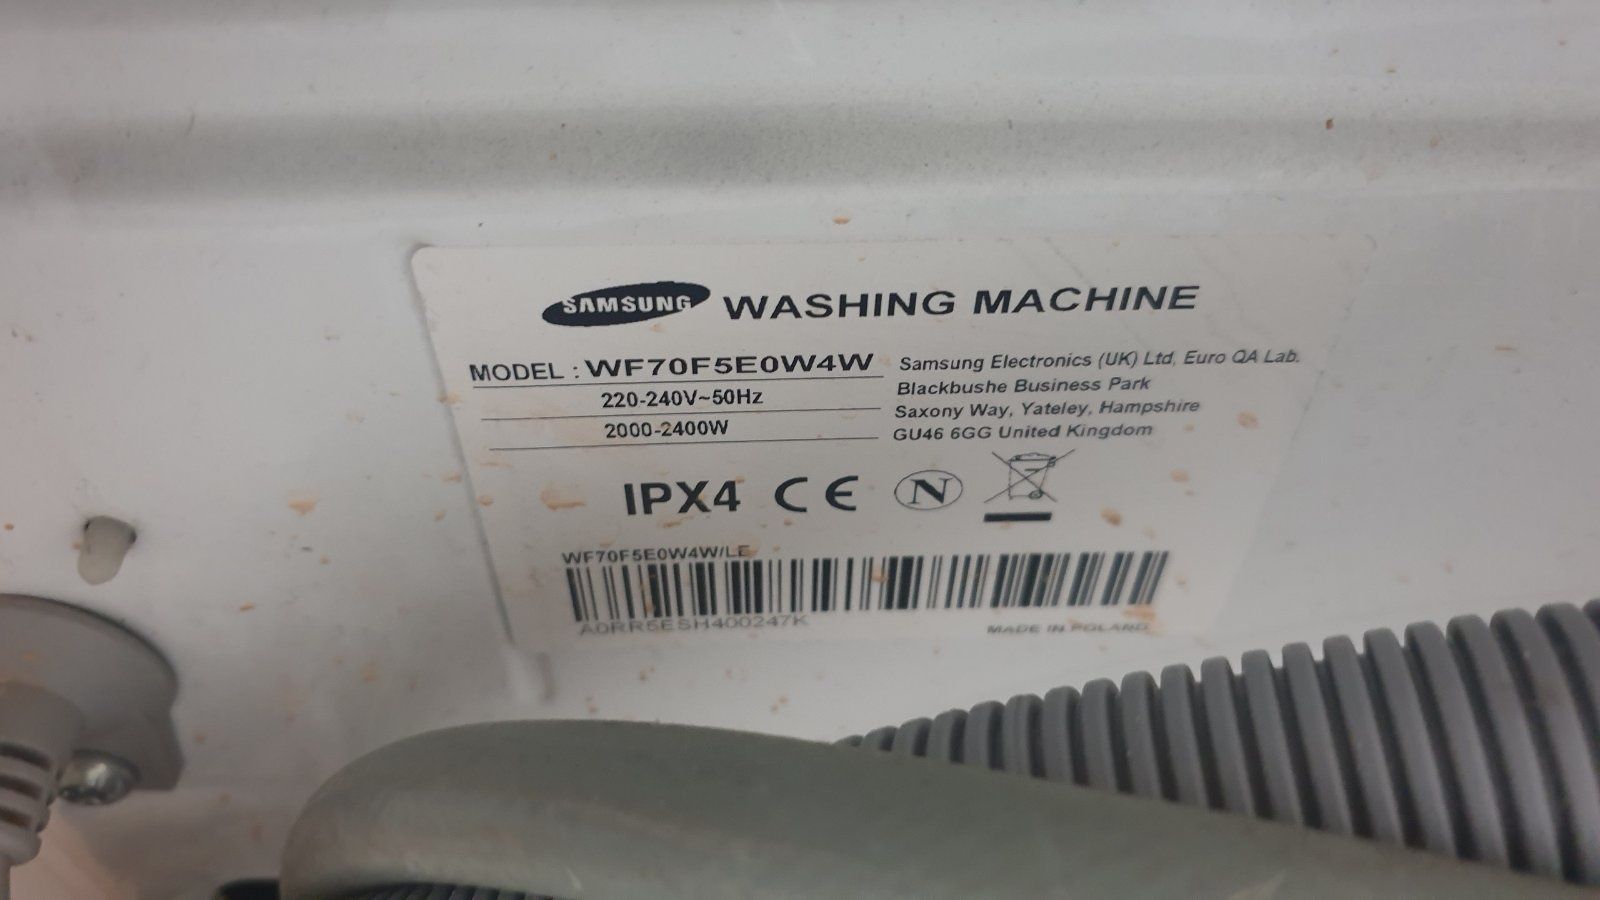 SAMSUNG WASHING MACHINE
MODEL : WF70F5E0W4W
220-240V~50Hz
2000-2400W
Samsung Electronics (UK) Ltd, Euro QA Lab.
Blackbushe Business Park
Saxony Way, Yateley, Hampshire
GU46 6GG United Kingdom
IPX4 CE N
WF70F5E0W4W/LE
A0RR5ESH400247K
MADE IN POLAND